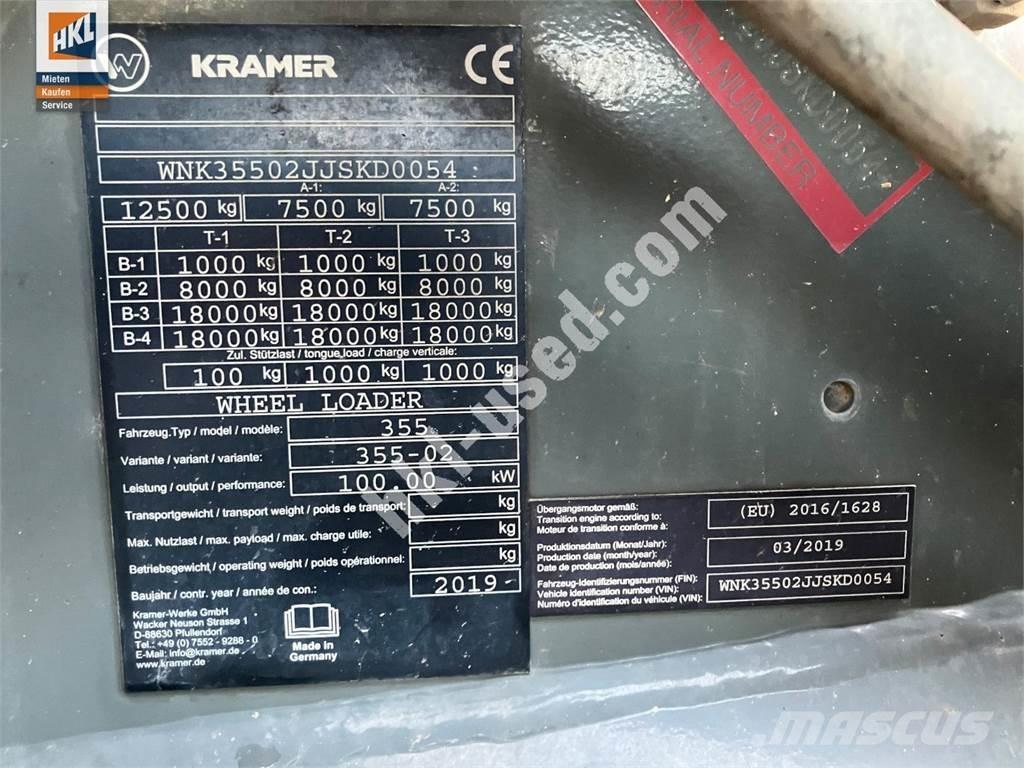 HKL
Mieten
Kaufen
Service
KRAMER CE
WNK35502JJSKD0054
A-1: A-2:
12500 kg 7500 kg 7500 kg
T-1 T-2 T-3
B-1 1000 kg 1000 kg 1000 kg
B-2 8000 kg 8000 kg 8000 kg
B-3 18000 kg 18000 kg 18000 kg
B-4 18000 kg 18000 kg 18000 kg
Zul. Stützlast / tongue load / charge verticale:
100 kg 1000 kg 1000 kg
WHEEL LOADER
Fahrzeug.Typ / model / modèle: 355
Variante / variant / variante: 355-02
Leistung / output / performance: 100.00 kW
Transportgewicht / transport weight / poids de transport: kg
Max. Nutzlast / max. payload / max. charge utile: kg
Betriebsgewicht / operating weight / poids opérationnel: kg
Baujahr / contr. year / année de con.: 2019
Kramer-Werke GmbH
Wacker Neuson Strasse 1
D-88630 Pfullendorf
Tel.: +49 (0) 7552 - 9288 - 0
E-Mail: info@kramer.de
www.kramer.de
Made in
Germany
SERIAL NUMBER
Übergangsmotor gemäß:
Transition engine according to:
Moteur de transition conforme à:
(EU) 2016/1628
Produktionsdatum (Monat/Jahr):
Production date (month/year):
Date de production (mois/année):
03/2019
Fahrzeug-Identifizierungsnummer (FIN):
Vehicle identification number (VIN):
Numéro d'identification du véhicule (VIN):
WNK35502JJSKD0054
hkl-used.com
MASCUS